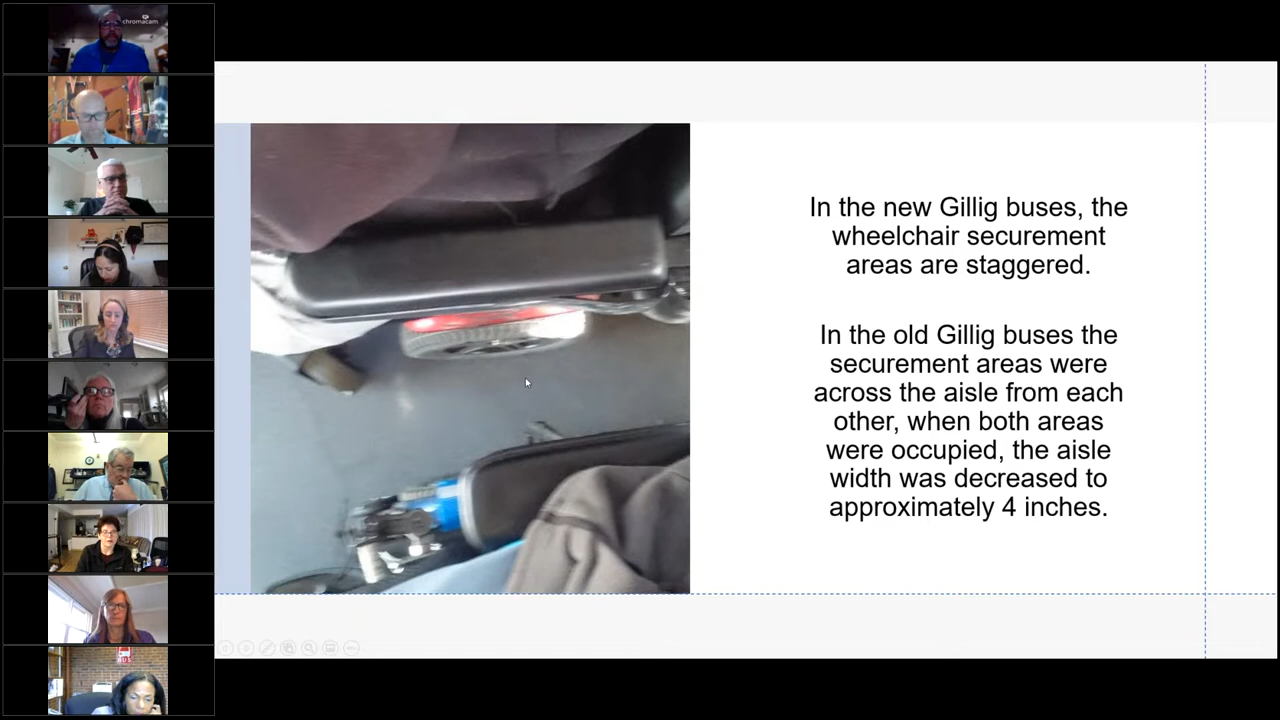 chromacam
In the new Gillig buses, the
wheelchair securement
areas are staggered.
In the old Gillig buses the
securement areas were
across the aisle from each
other, when both areas
were occupied, the aisle
width was decreased to
approximately 4 inches.